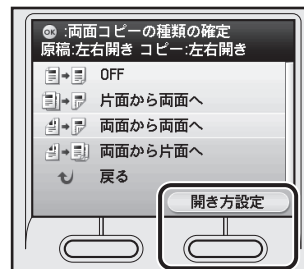 OK :両面コピーの種類の確定
原稿:左右開き コピー:左右開き
OFF
片面から両面へ
両面から両面へ
両面から片面へ
戻る
開き方設定